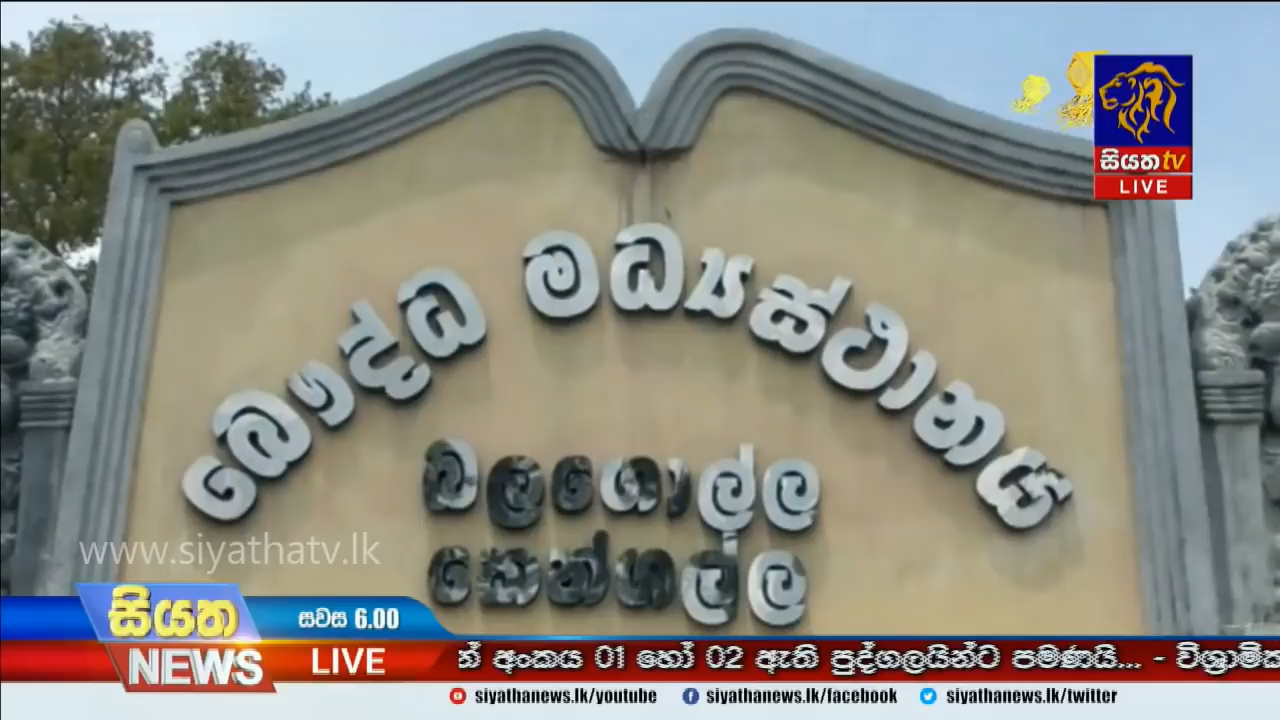 සියත tv
LIVE
බෞද්ධ මධ්‍යස්ථානය
බලගොල්ල
කෙන්ගල්ල
www.siyathatv.lk
සියත
NEWS
සවස 6.00
LIVE
න් අංකය 01 හෝ 02 ඇති පුද්ගලයින්ට පමණයි... -
siyathanews.lk/youtube
siyathanews.lk/facebook
siyathanews.lk/twitter